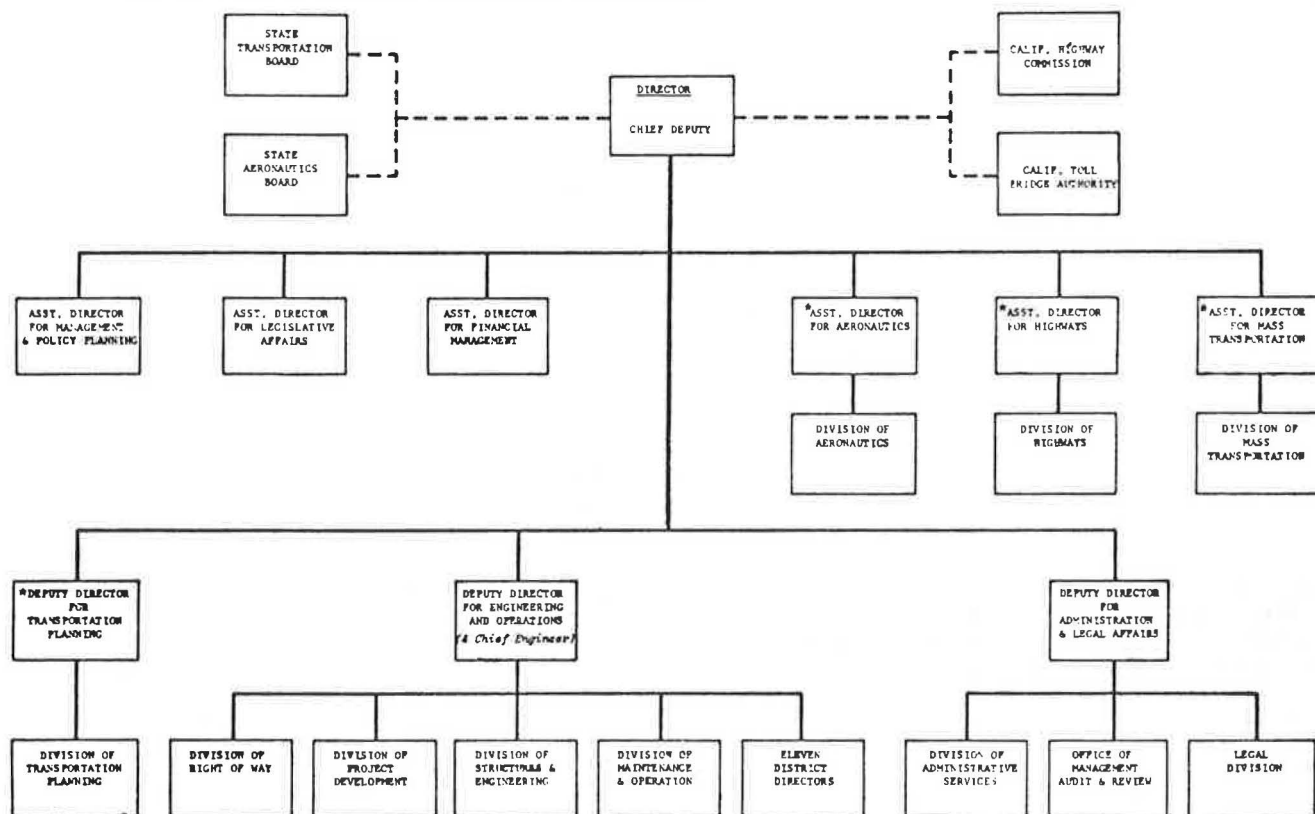 STATE
TRANSPORTATION
BOARD
CALIF. HIGHWAY
COMMISSION
DIRECTOR
CHIEF DEPUTY
STATE
AERONAUTICS
BOARD
CALIF. TOLL
BRIDGE AUTHORITY
ASST. DIRECTOR
FOR MANAGEMENT
& POLICY PLANNING
ASST. DIRECTOR
FOR LEGISLATIVE
AFFAIRS
ASST. DIRECTOR
FOR FINANCIAL
MANAGEMENT
*ASST. DIRECTOR
FOR AERONAUTICS
*ASST. DIRECTOR
FOR HIGHWAYS
*ASST. DIRECTOR
FOR MASS
TRANSPORTATION
DIVISION OF
AERONAUTICS
DIVISION OF
HIGHWAYS
DIVISION OF
MASS
TRANSPORTATION
*DEPUTY DIRECTOR
FOR
TRANSPORTATION
PLANNING
DEPUTY DIRECTOR
FOR ENGINEERING
AND OPERATIONS
(& Chief Engineer)
DEPUTY DIRECTOR
FOR
ADMINISTRATION
& LEGAL AFFAIRS
DIVISION OF
TRANSPORTATION
PLANNING
DIVISION OF
RIGHT OF WAY
DIVISION OF
PROJECT
DEVELOPMENT
DIVISION OF
STRUCTURES &
ENGINEERING
DIVISION OF
MAINTENANCE
& OPERATION
ELEVEN
DISTRICT
DIRECTORS
DIVISION OF
ADMINISTRATIVE
SERVICES
OFFICE OF
MANAGEMENT
AUDIT & REVIEW
LEGAL
DIVISION